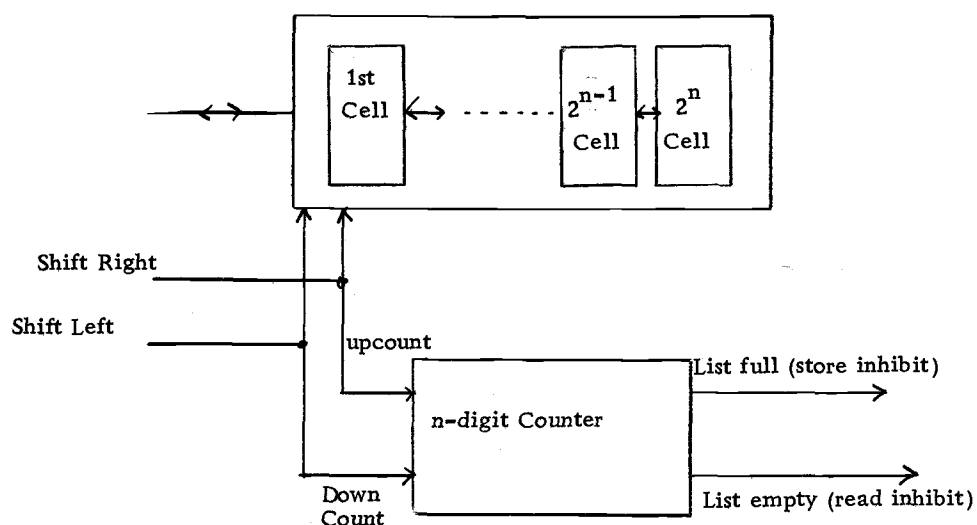 1st
Cell
2^{n-1}
Cell
2^n
Cell
Shift Right
Shift Left
upcount
List full (store inhibit)
n-digit Counter
Down
Count
List empty (read inhibit)